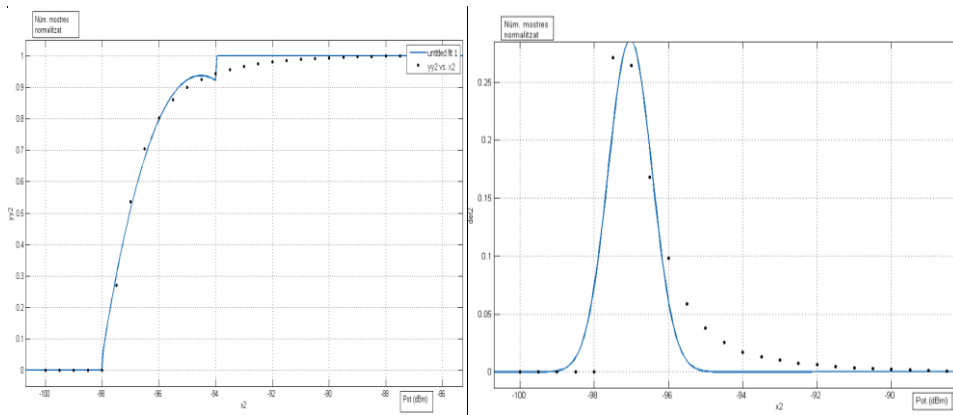 Núm. mostres
normalitzat
untitled fit 1
yy2 vs. x2
1
0.9
0.8
0.7
0.6
0.5
0.4
0.3
0.2
0.1
0
yy2
-100
-98
-96
-94
-92
-90
-88
-86
x2
Pot (dBm)
Núm. mostres
normalitzat
0.25
0.2
0.15
0.1
0.05
0
der2
-100
-98
-96
-94
-92
-90
x2
Pot.(dBm)